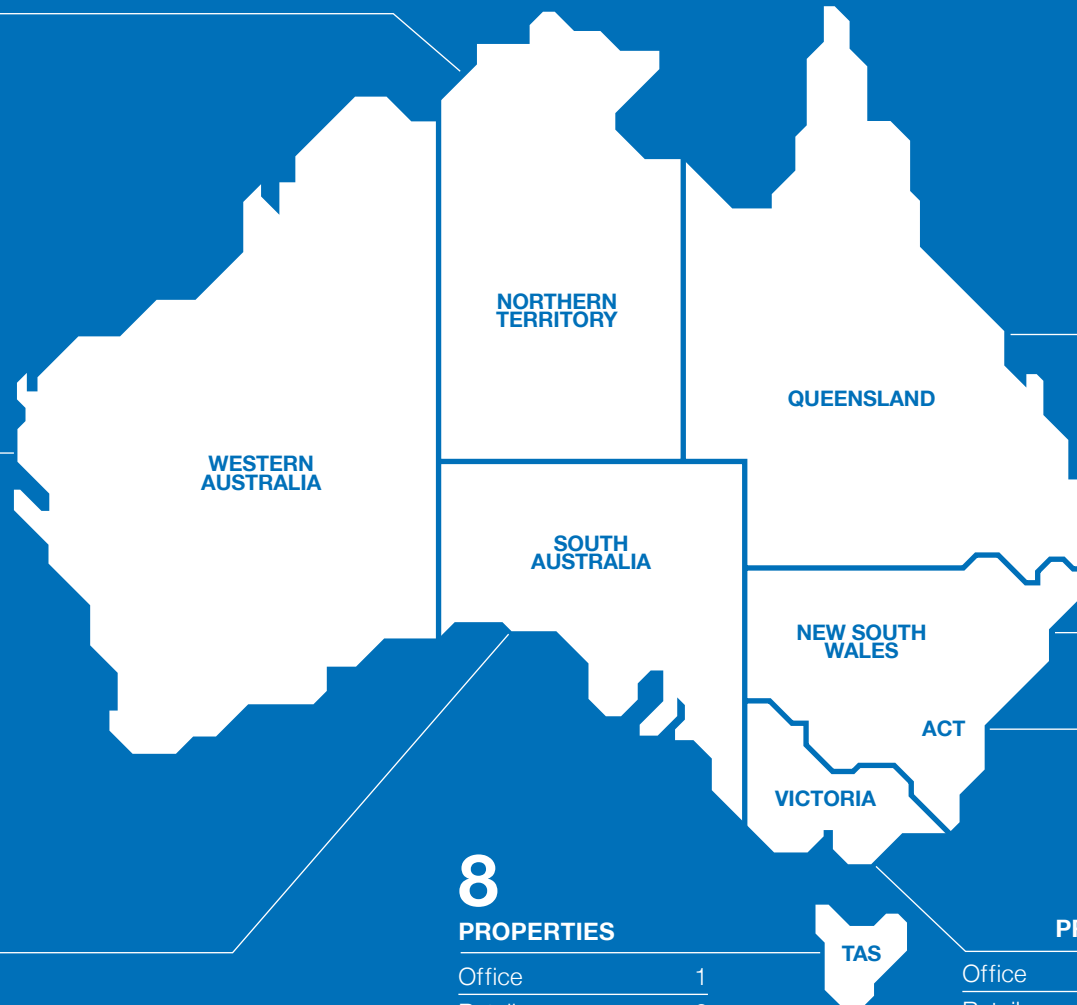 NORTHERN
TERRITORY
QUEENSLAND
WESTERN
AUSTRALIA
SOUTH
AUSTRALIA
NEW SOUTH
WALES
ACT
VICTORIA
8
PROPERTIES
TAS
Office 1
Office